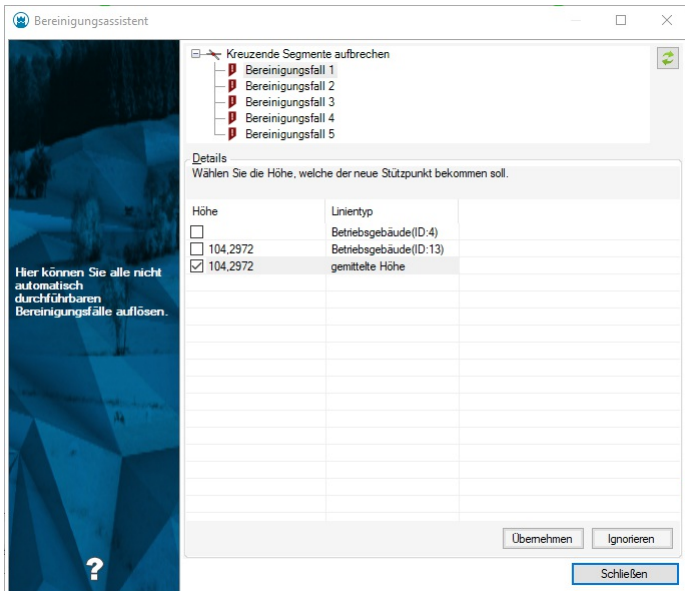 Bereinigungsassistent
Hier können Sie alle nicht
automatisch
durchführbaren
Bereinigungsfälle auflösen.
?
Kreuzende Segmente aufbrechen
Bereinigungsfall 1
Bereinigungsfall 2
Bereinigungsfall 3
Bereinigungsfall 4
Bereinigungsfall 5
Details
Wählen Sie die Höhe, welche der neue Stützpunkt bekommen soll.
Höhe Linientyp
Betriebsgebäude(ID:4)
104,2972 Betriebsgebäude(ID:13)
104,2972 gemittelte Höhe
Übernehmen Ignorieren
Schließen